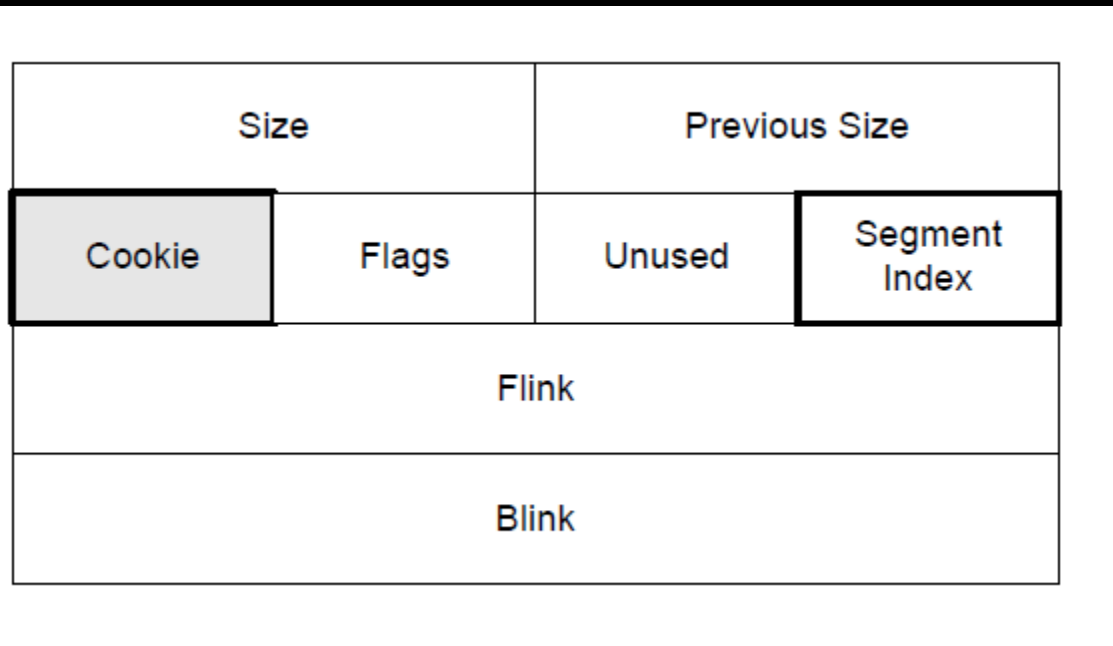 Size
Previous Size
Cookie
Flags
Unused
Segment
Index
Flink
Blink